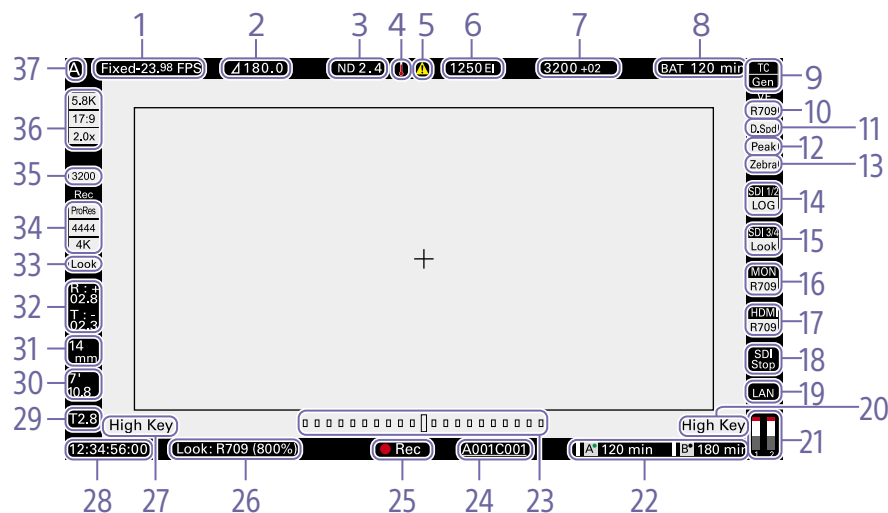 1 2 3 4 5 6 7 8
37 A Fixed-23.98 FPS ⊿180.0 ND 2.4 1250EI 3200 +02 BAT 120 min TC 9
Gen
36 5.8K
17:9
2.0x
VF
R709 10
D.Spd 11
Peak 12
Zebra 13
35 3200
Rec
SDI 1/2 14
LOG
34 ProRes
4444
4K
SDI 3/4 15
Look
33 Look
MON 16
R709
32 R : +
02.8
T : -
02.3
HDMI 17
R709
31 14
mm
SDI 18
Stop
30 7'
10.8
LAN 19
29 T2.8
High Key High Key 20
1 2 21
12:34:56:00 Look: R709 (800%) Rec A001C001 A 120 min B 180 min
28 27 26 25 24 23 22